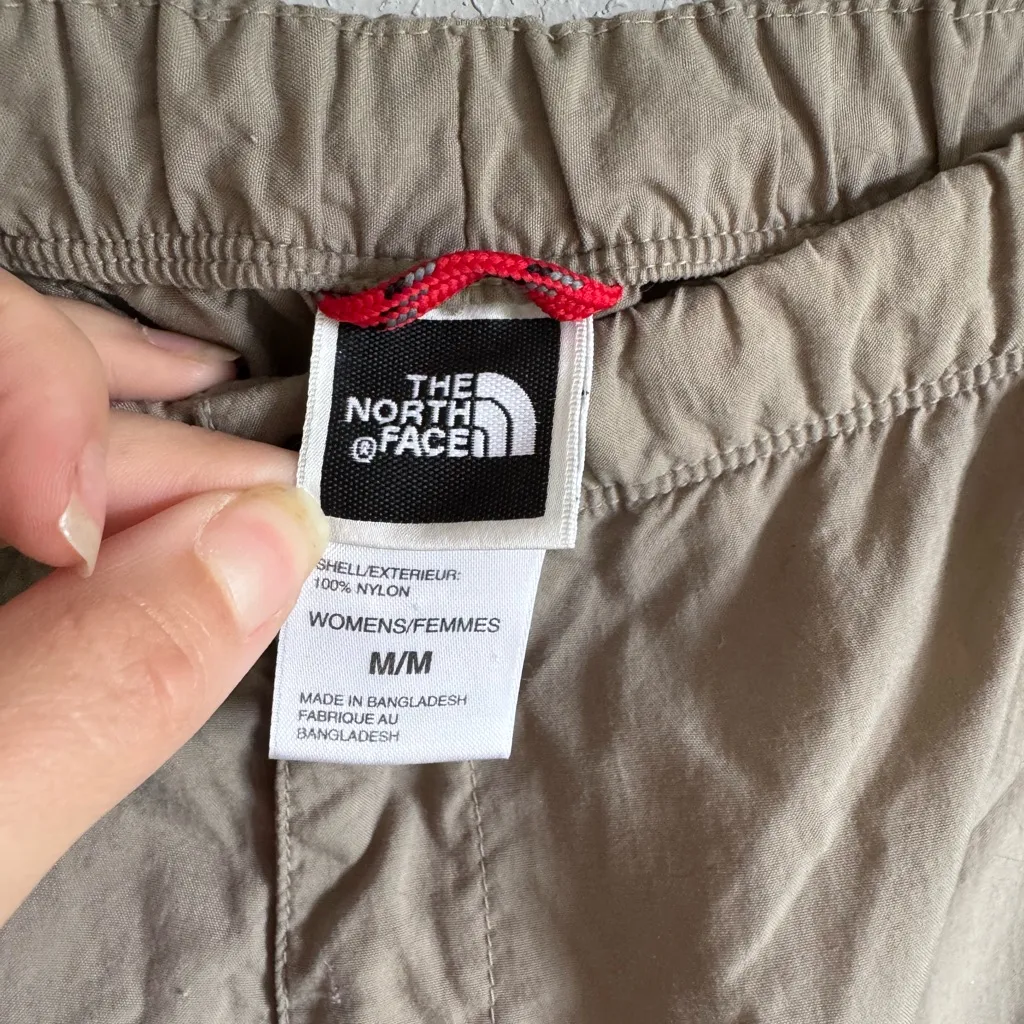 THE
NORTH
® FACE
SHELL/EXTERIEUR:
100% NYLON
WOMENS/FEMMES
M/M
MADE IN BANGLADESH
FABRIQUE AU
BANGLADESH